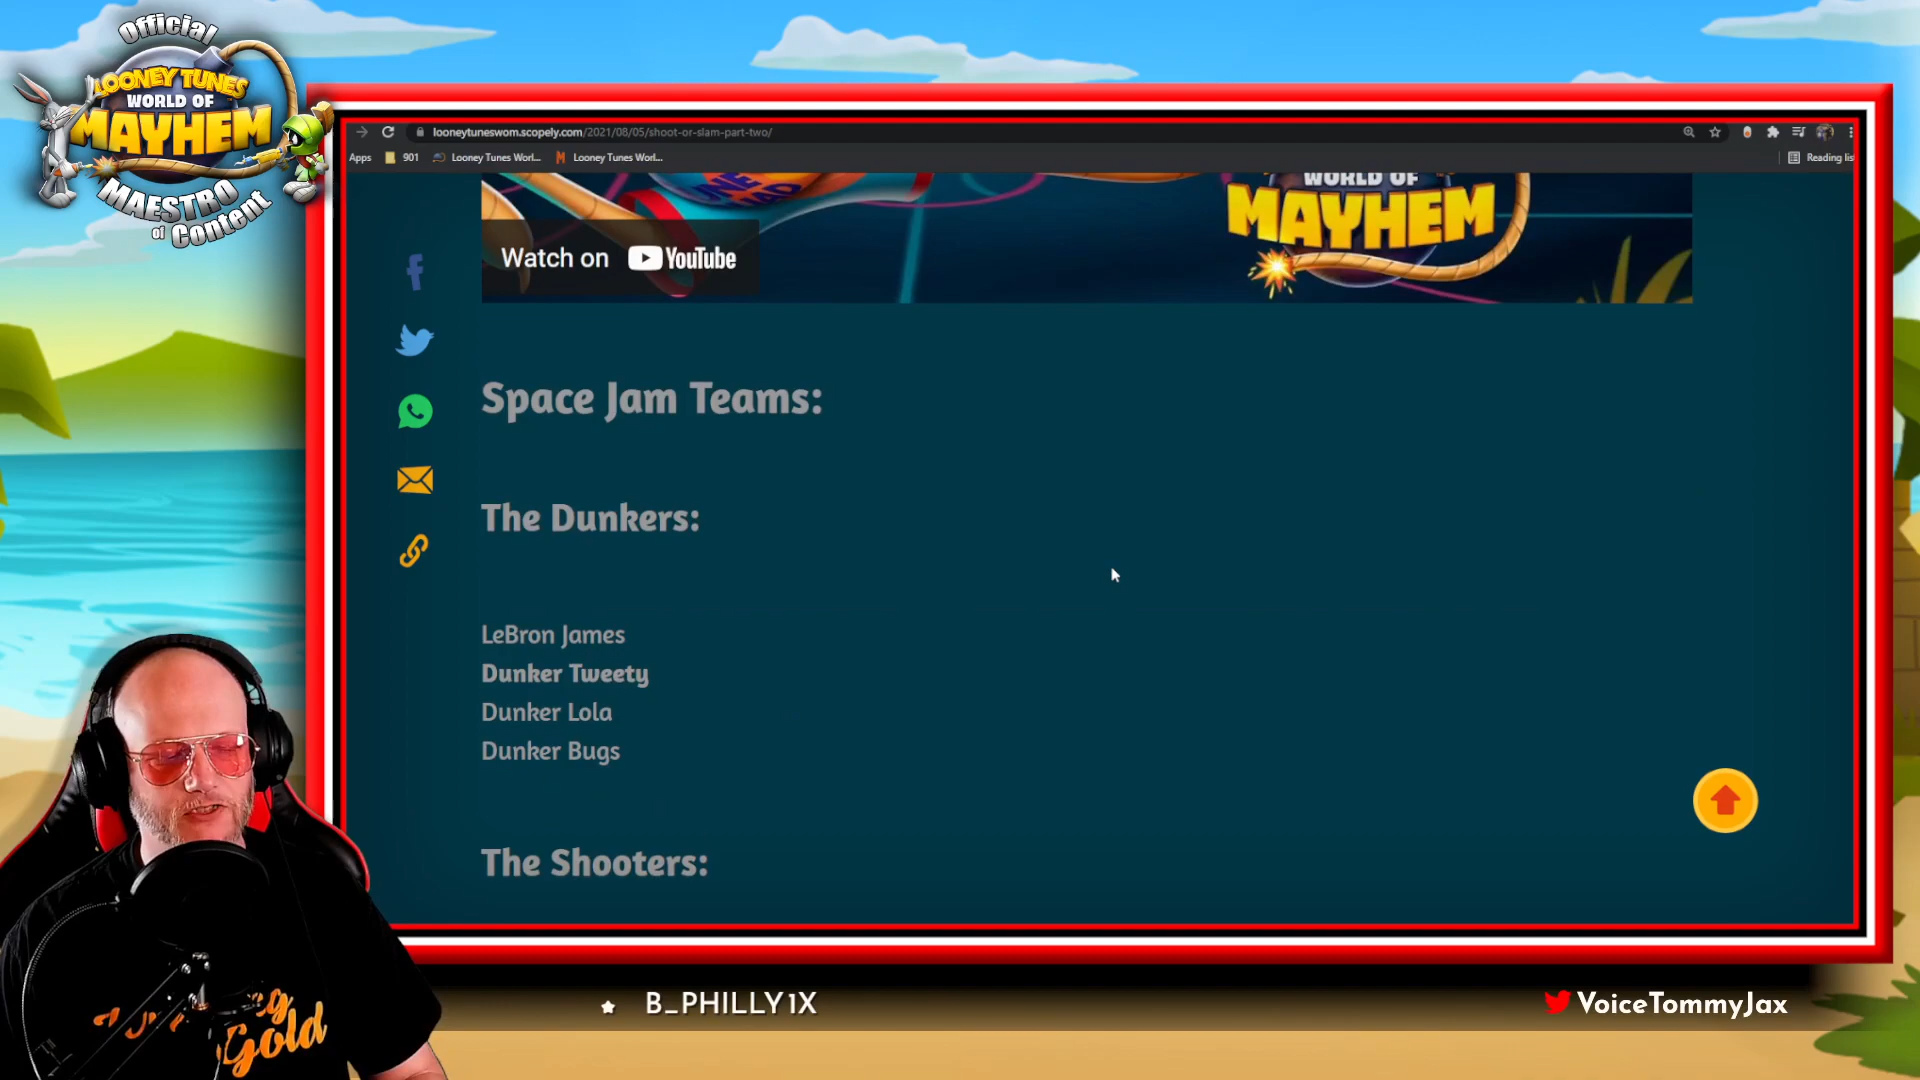 Official
LOONEY TUNES
WORLD OF
MAYHEM
MAESTRO
of Content
looneytuneswom.scopely.com/2021/08/05/shoot-or-slam-part-two/
Apps 901 Looney Tunes Worl... Looney Tunes Worl... Reading list
WORLD OF
MAYHEM
Watch on YouTube
Space Jam Teams:
The Dunkers:
LeBron James
Dunker Tweety
Dunker Lola
Dunker Bugs
The Shooters:
Gold
B_PHILLY1X
VoiceTommyJax